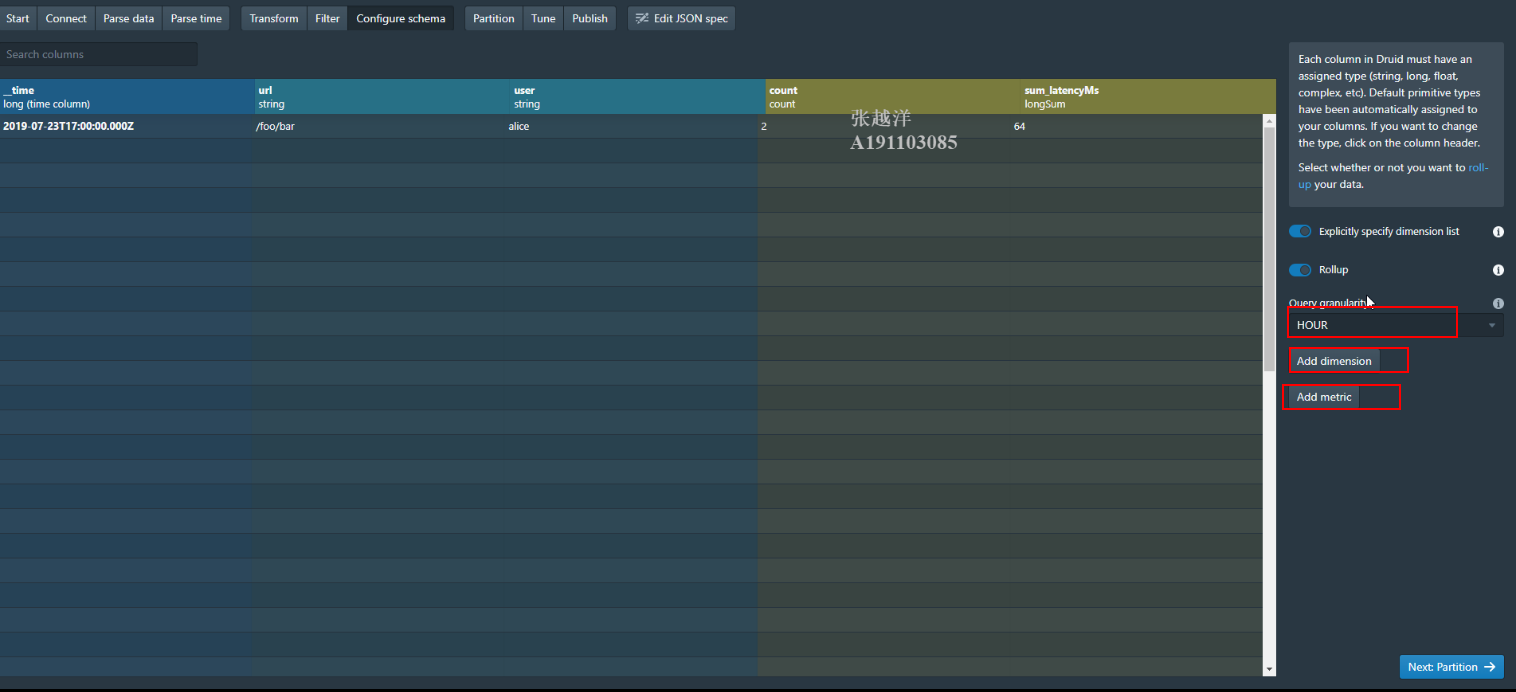 Start Connect Parse data Parse time Transform Filter Configure schema Partition Tune Publish Edit JSON spec
Search columns
__time url user count sum_latencyMs
long (time column) string string count longSum
2019-07-23T17:00:00.000Z /foo/bar alice 2 64
张越洋
A191103085
Each column in Druid must have an
assigned type (string, long, float,
complex, etc). Default primitive types
have been automatically assigned to
your columns. If you want to change
the type, click on the column header.
Select whether or not you want to roll-
up your data.
Explicitly specify dimension list
Rollup
Query granularity
HOUR
Add dimension
Add metric
Next: Partition